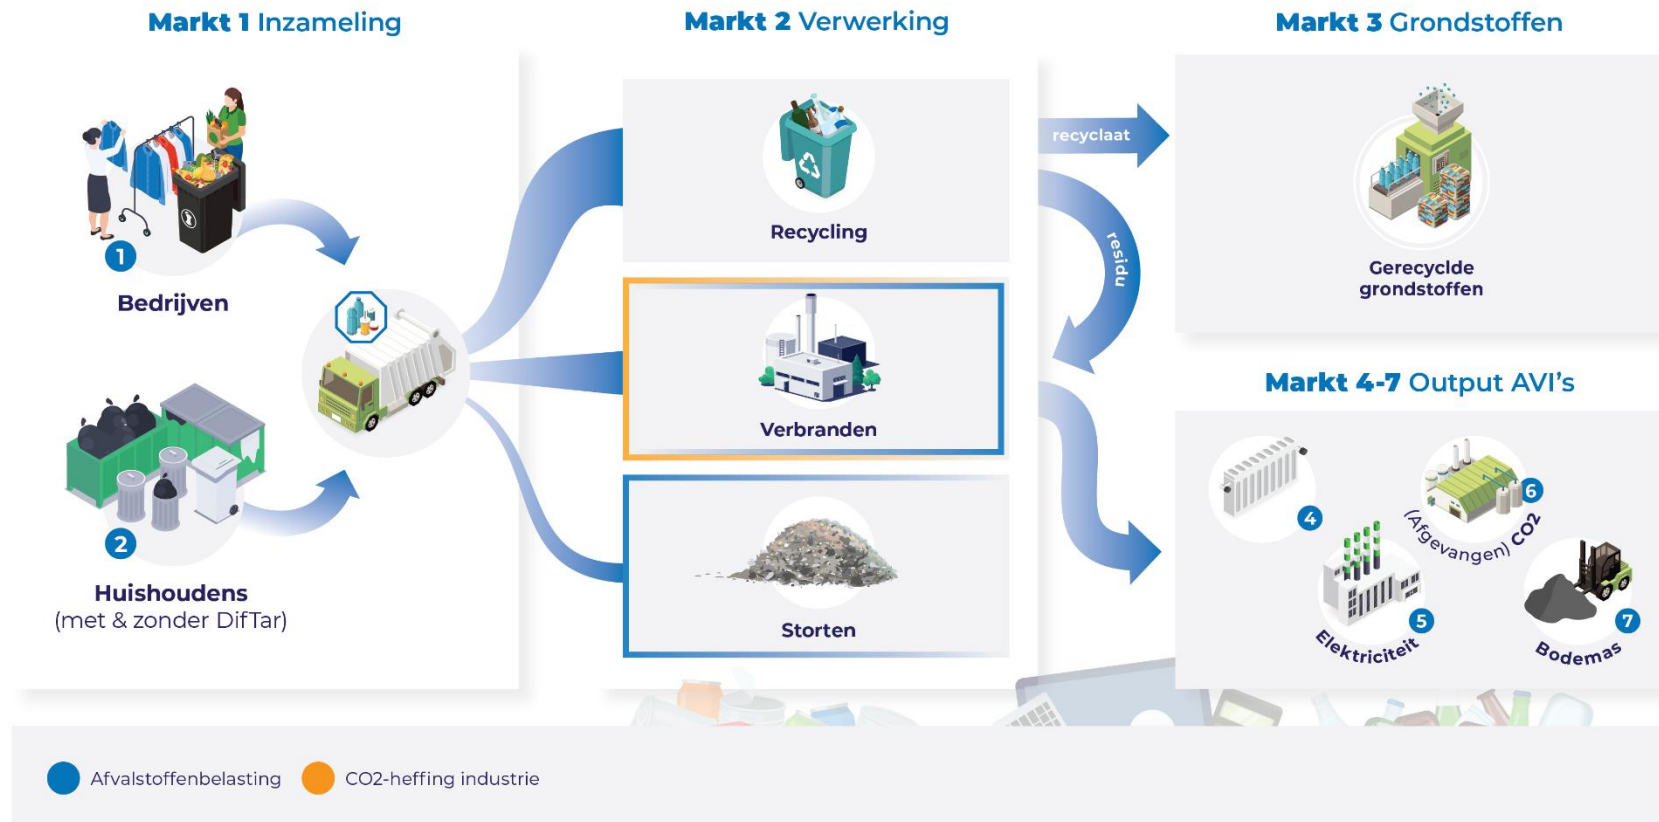 Markt 1 Inzameling
Markt 2 Verwerking
Markt 3 Grondstoffen
1
Bedrijven
2
Huishoudens
(met & zonder DifTar)
Recycling
Verbranden
Storten
recyclaat
residu
Gerecyclde
grondstoffen
Markt 4-7 Output AVI's
4
5
Elektriciteit
6
(Afgevangen) CO2
7
Bodemas
Afvalstoffenbelasting
CO2-heffing industrie